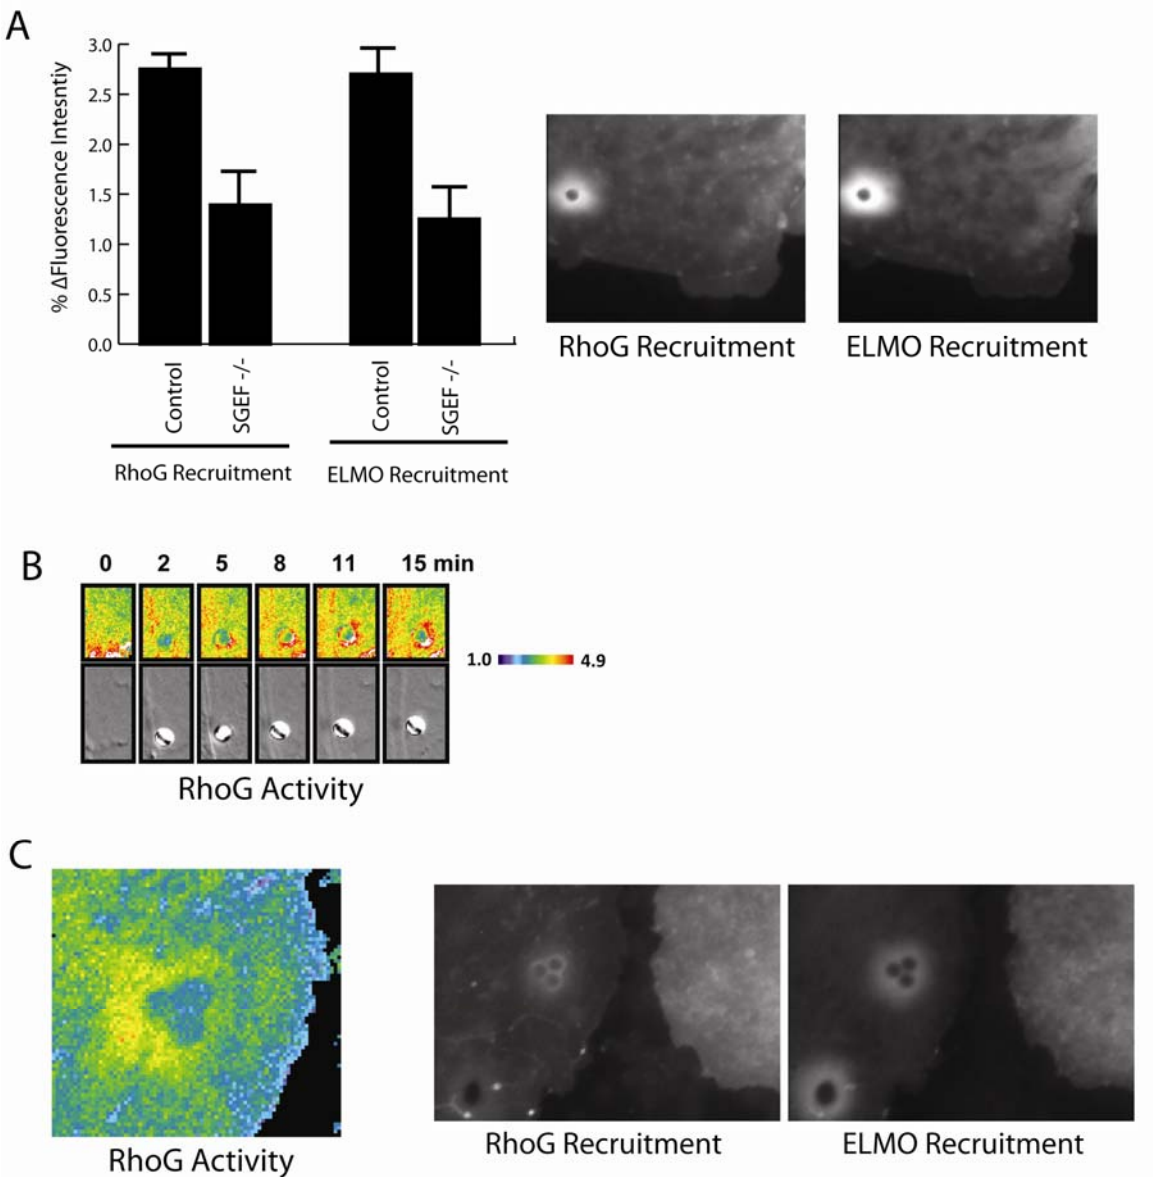 A
% ΔFluorescence Intesntiy
3.0
2.5
2.0
1.5
1.0
0.5
0.0
Control
SGEF -/-
Control
SGEF -/-
RhoG Recruitment
ELMO Recruitment
RhoG Recruitment
ELMO Recruitment
B
0 2 5 8 11 15 min
1.0 4.9
RhoG Activity
C
RhoG Activity
RhoG Recruitment
ELMO Recruitment